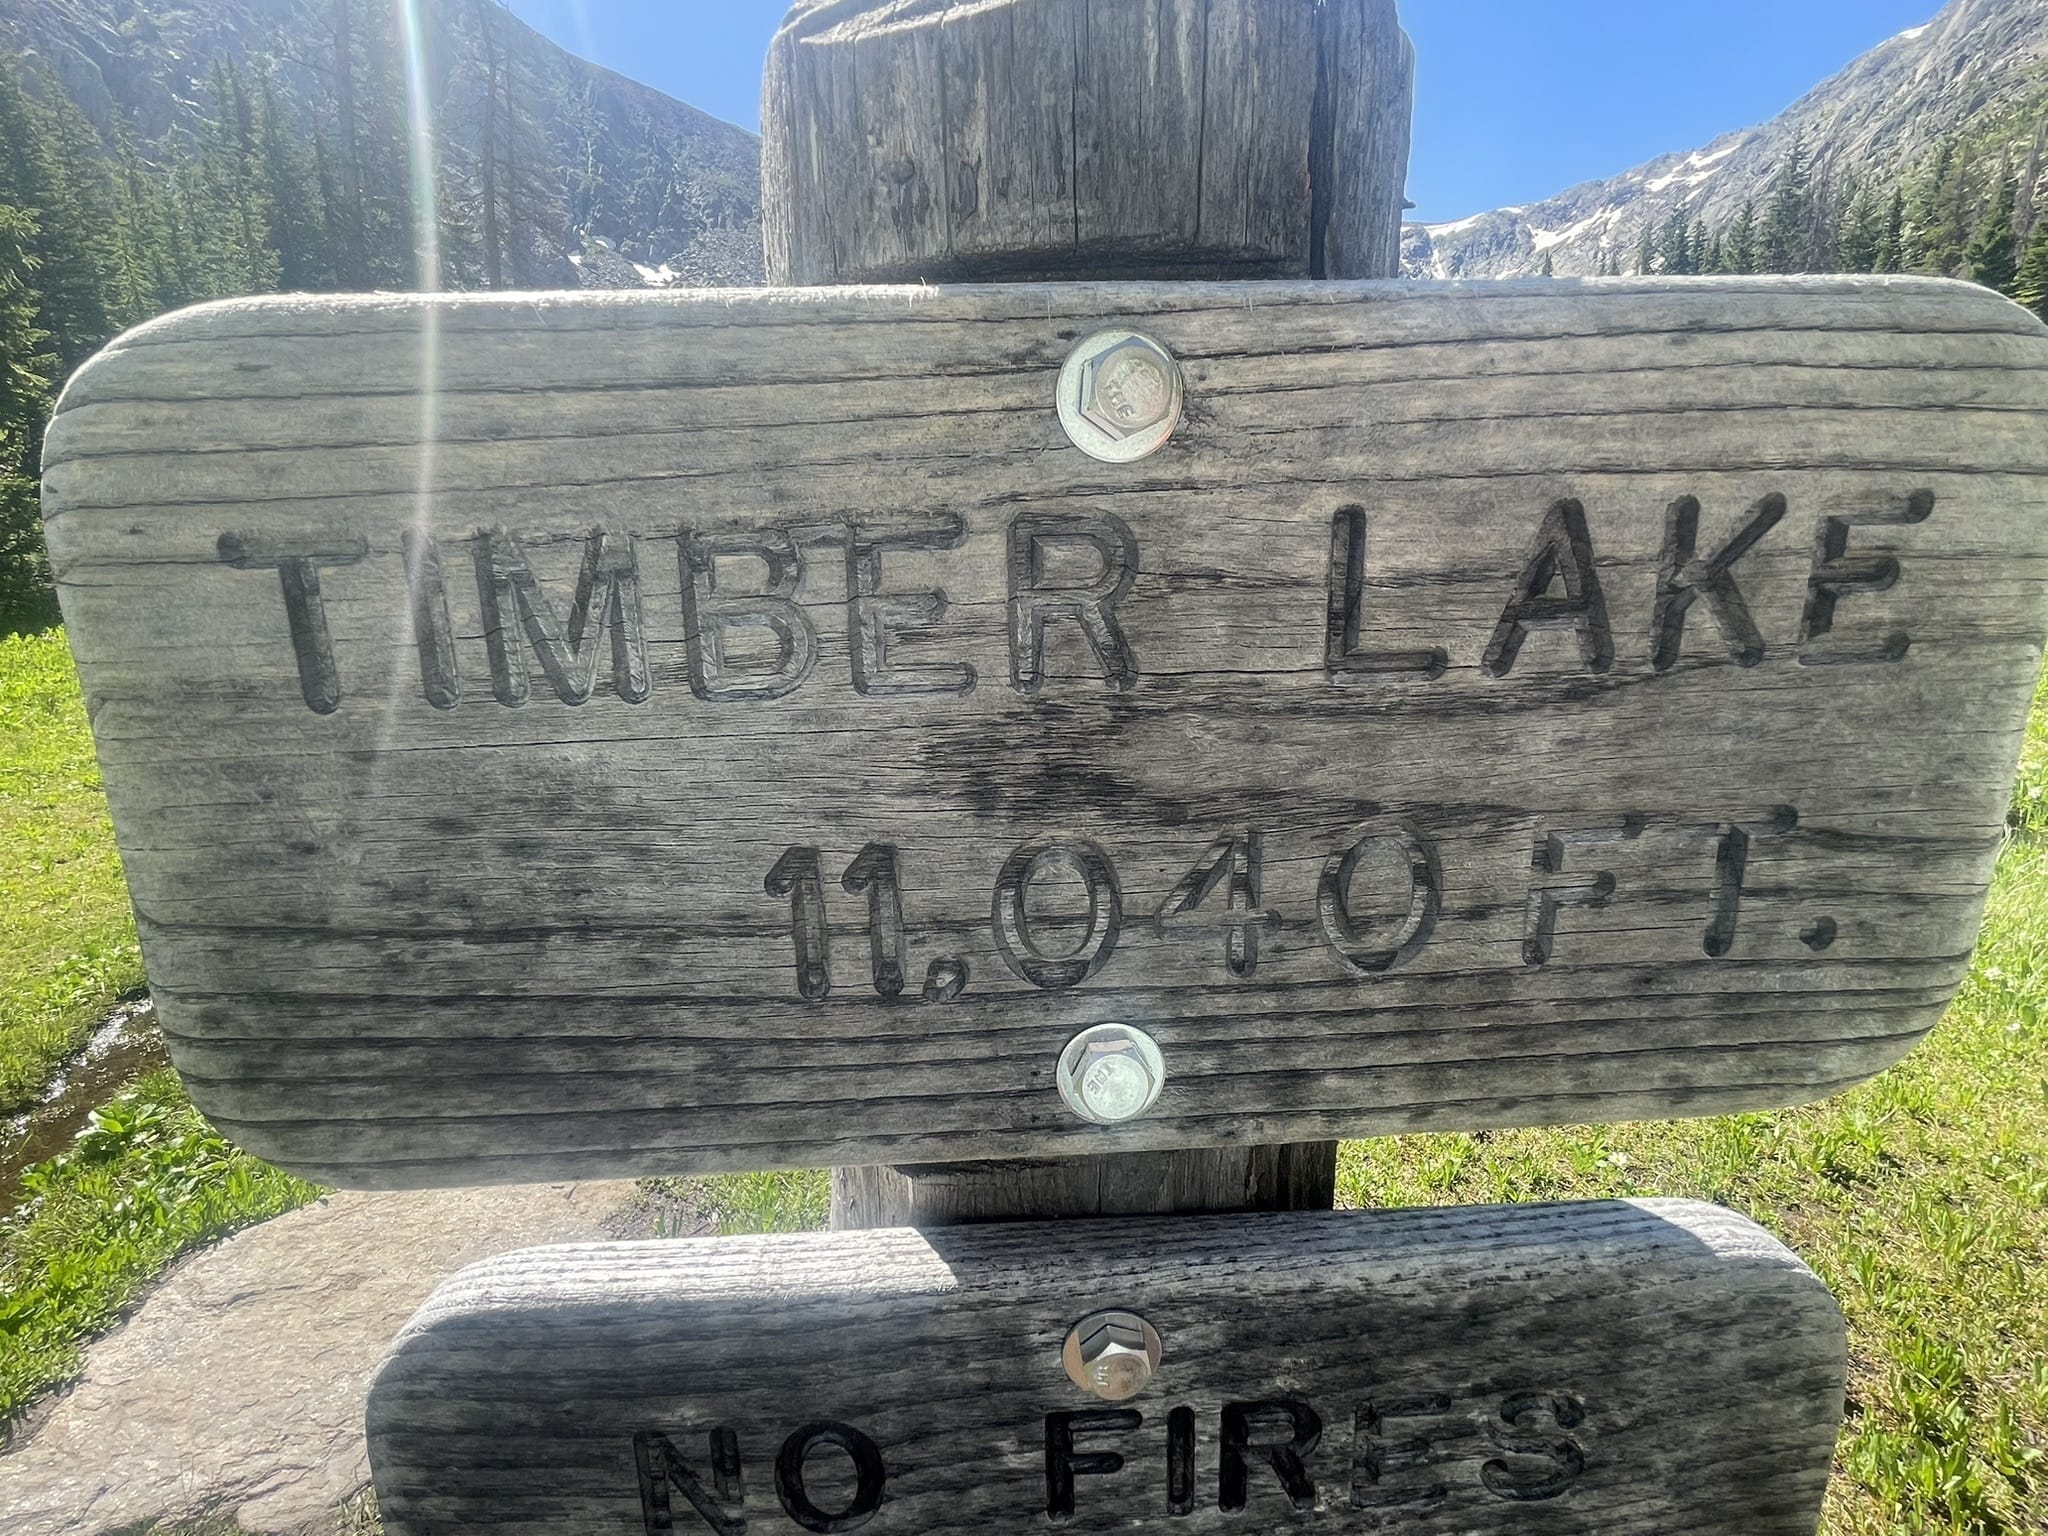 TIMBER LAKE
11,040 FT.
NO FIRES